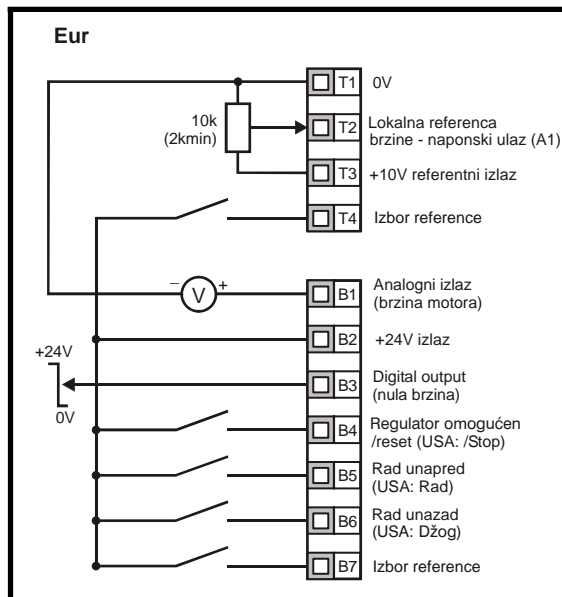 Eur
T1 0V
10k
(2kmin)
T2 Lokalna referenca
brzine - naponski ulaz (A1)
T3 +10V referentni izlaz
T4 Izbor reference
− V +
B1 Analogni izlaz
(brzina motora)
B2 +24V izlaz
+24V
0V
B3 Digital output
(nula brzina)
B4 Regulator omogućen
/reset (USA: /Stop)
B5 Rad unapred
(USA: Rad)
B6 Rad unazad
(USA: Džog)
B7 Izbor reference